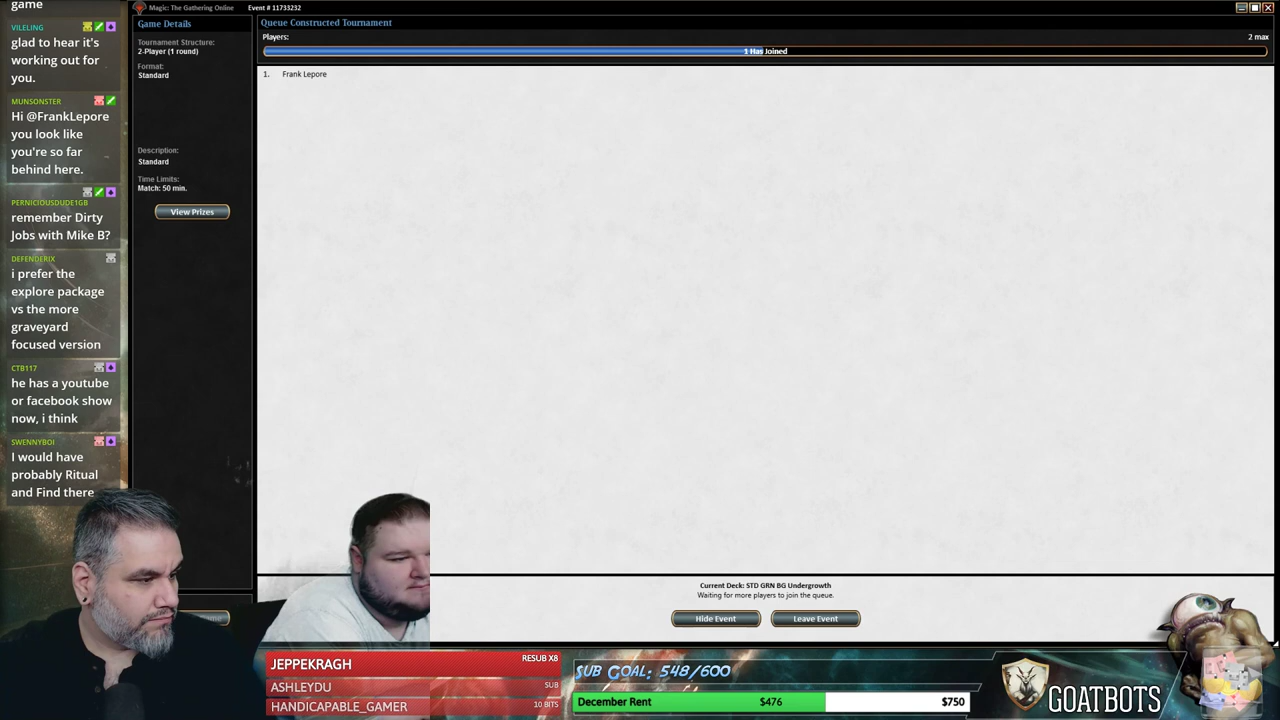 game
VILELING
glad to hear it's
working out for
you.
MUNSONSTER
Hi @FrankLepore
you look like
you're so far
behind here.
PERNICIOUSDUDE1GB
remember Dirty
Jobs with Mike B?
DEFENDERIX
i prefer the
explore package
vs the more
graveyard
focused version
CTB117
he has a youtube
or facebook show
now, i think
SWENNYBOI
I would have
probably Ritual
and Find there
Magic: The Gathering Online Event # 11733232
Game Details
Tournament Structure:
2-Player (1 round)
Format:
Standard
Description:
Standard
Time Limits:
Match: 50 min.
View Prizes
Queue Constructed Tournament
Players:
2 max
1 Has Joined
1. Frank Lepore
Current Deck: STD GRN BG Undergrowth
Waiting for more players to join the queue.
Hide Event Leave Event
JEPPEKRAGH RESUB X8
ASHLEYDU SUB
HANDICAPABLE_GAMER 10 BITS
SUB GOAL: 548/600
December Rent $476 $750
GOATBOTS